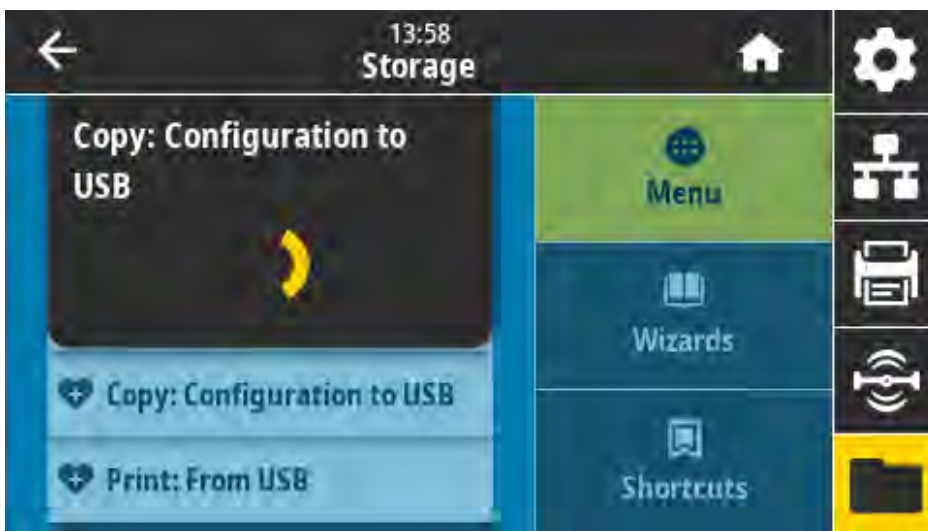 13:58
Storage
Copy: Configuration to
USB
Menu
Wizards
Copy: Configuration to USB
Print: From USB
Shortcuts